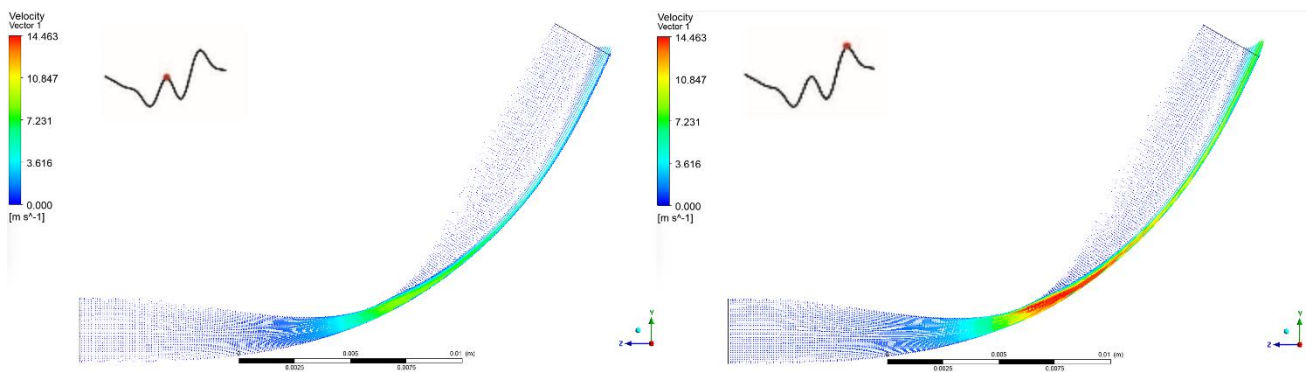 Velocity
Vector 1
14.463
10.847
7.231
3.616
0.000
[m s^-1]
0
0.005
0.01 (m)
0.0025
0.0075
Y
Z
Velocity
Vector 1
14.463
10.847
7.231
3.616
0.000
[m s^-1]
0
0.005
0.01 (m)
0.0025
0.0075
Y
Z